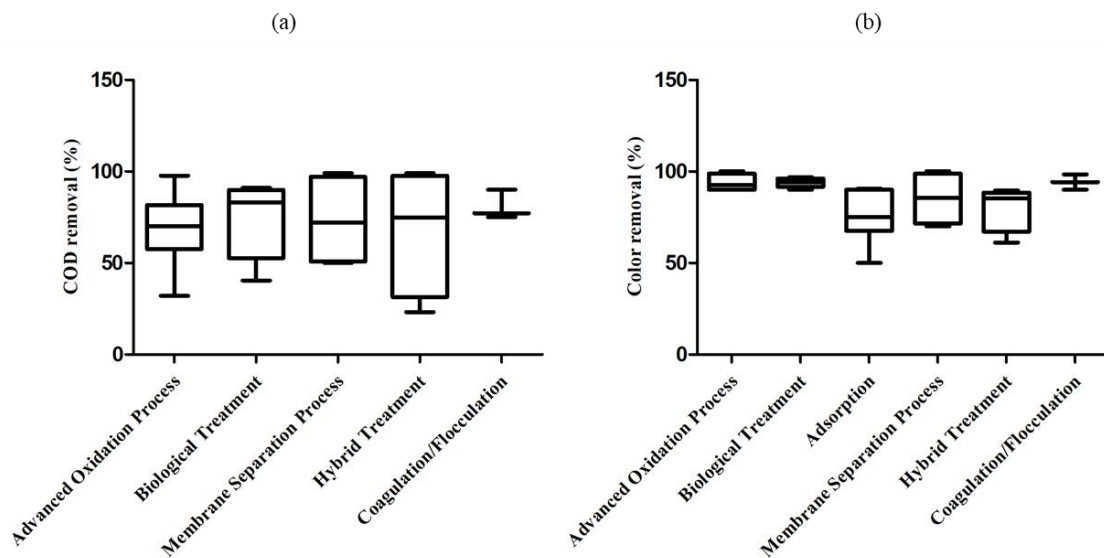 (a)
(b)
150
100
50
0
COD removal (%)
Advanced Oxidation Process
Biological Treatment
Membrane Separation Process
Hybrid Treatment
Coagulation/Flocculation
150
100
50
0
Color removal (%)
Advanced Oxidation Process
Biological Treatment
Adsorption
Membrane Separation Process
Hybrid Treatment
Coagulation/Flocculation